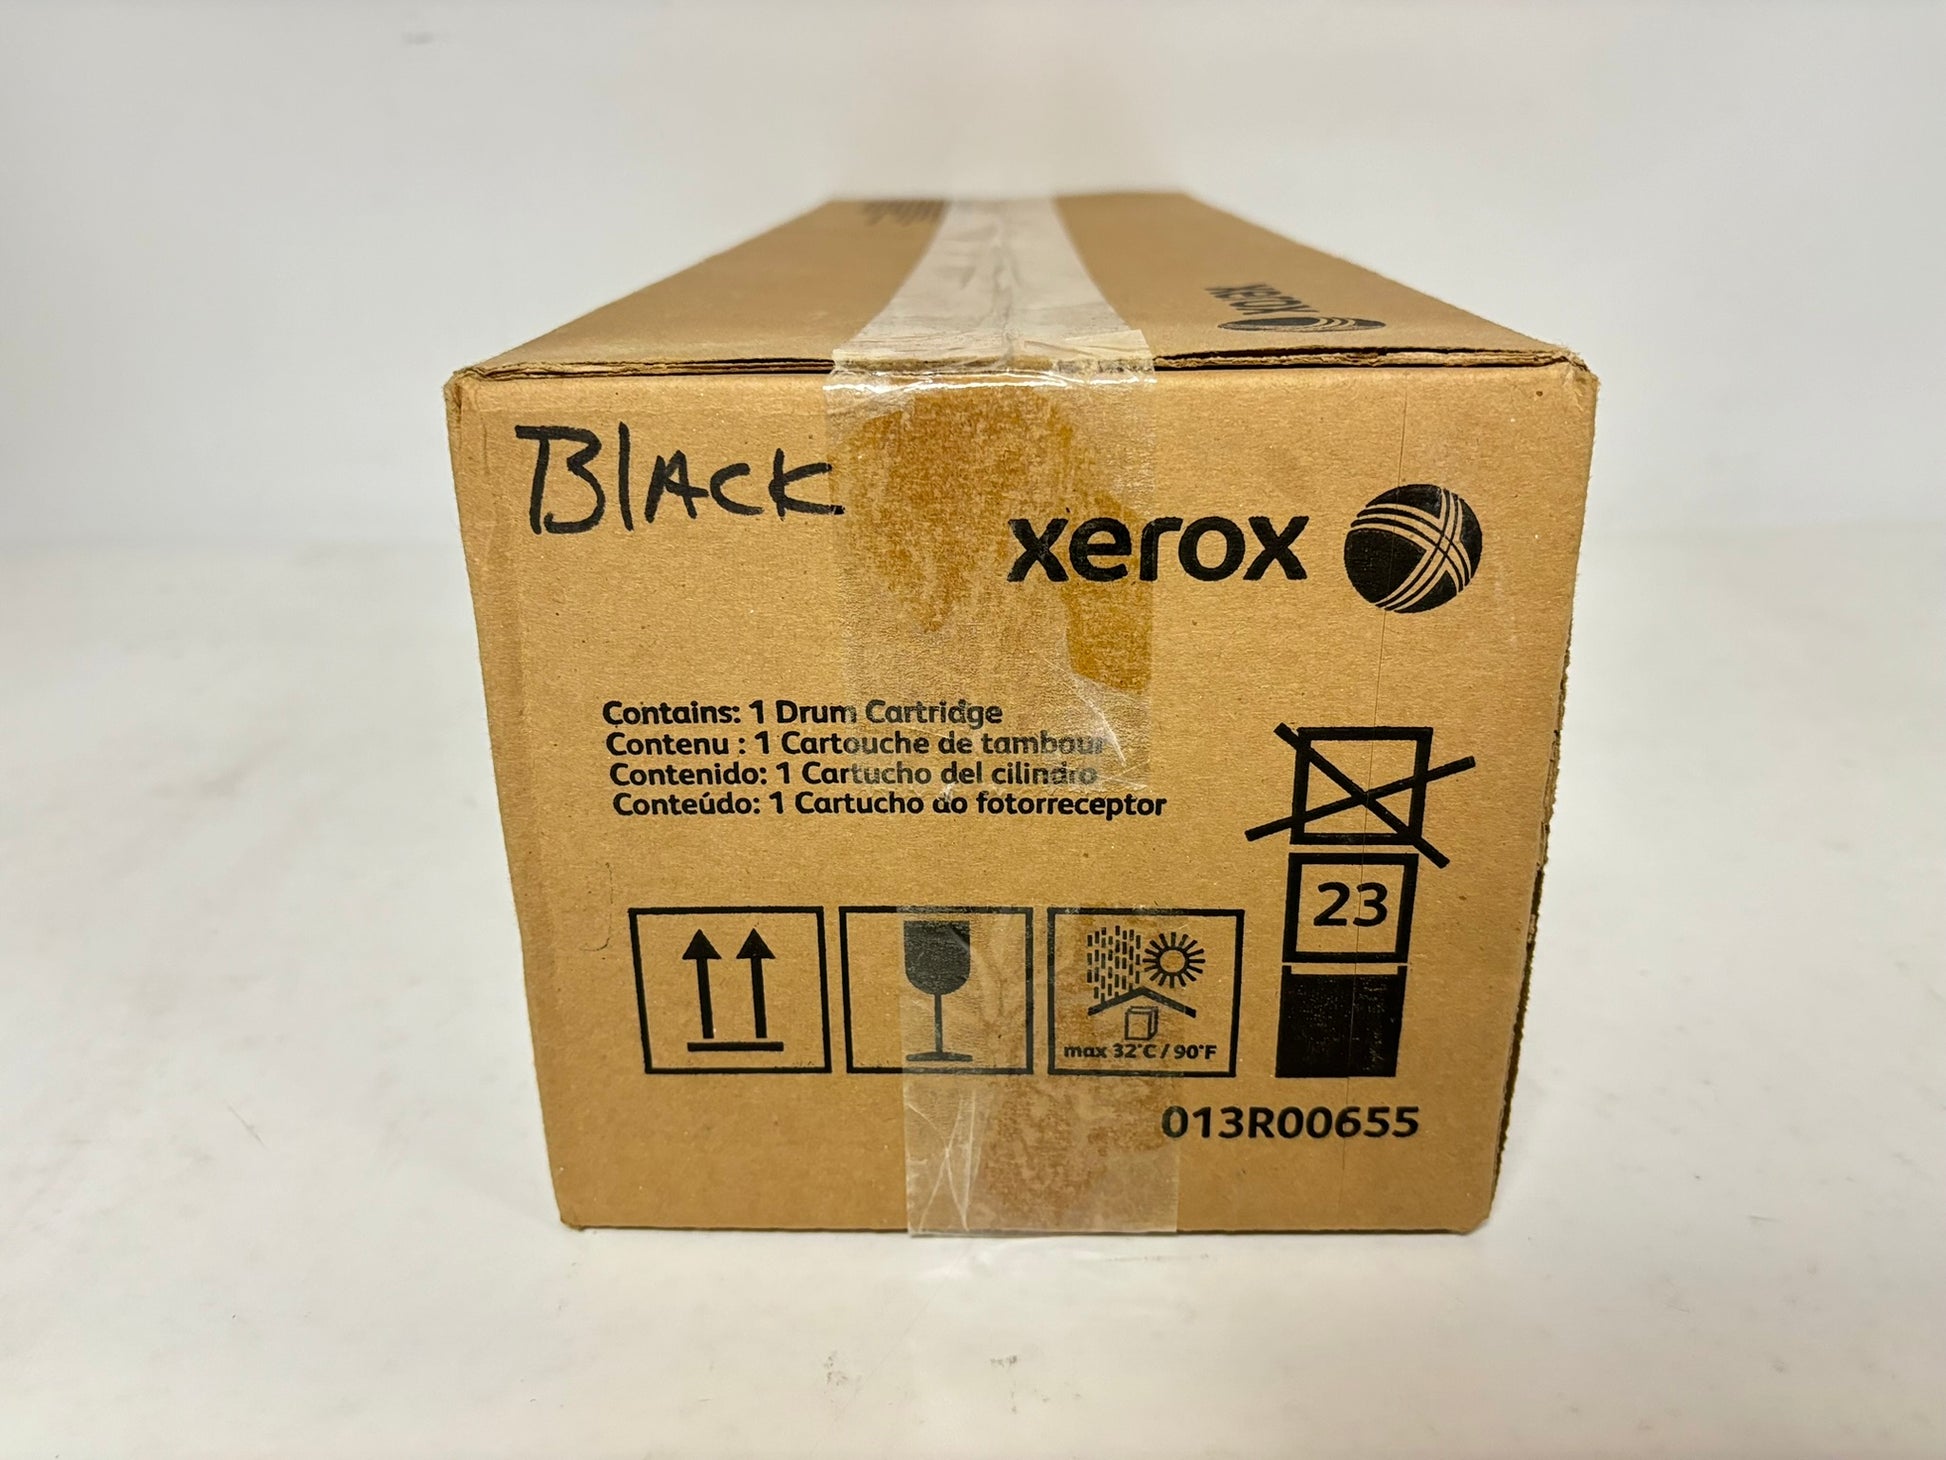 xerox
Black
xerox
Contains: 1 Drum Cartridge
Contenu : 1 Cartouche de tambour
Contenido: 1 Cartucho del cilindro
Conteúdo: 1 Cartucho do fotorreceptor
23
max 32°C / 90°F
013R00655